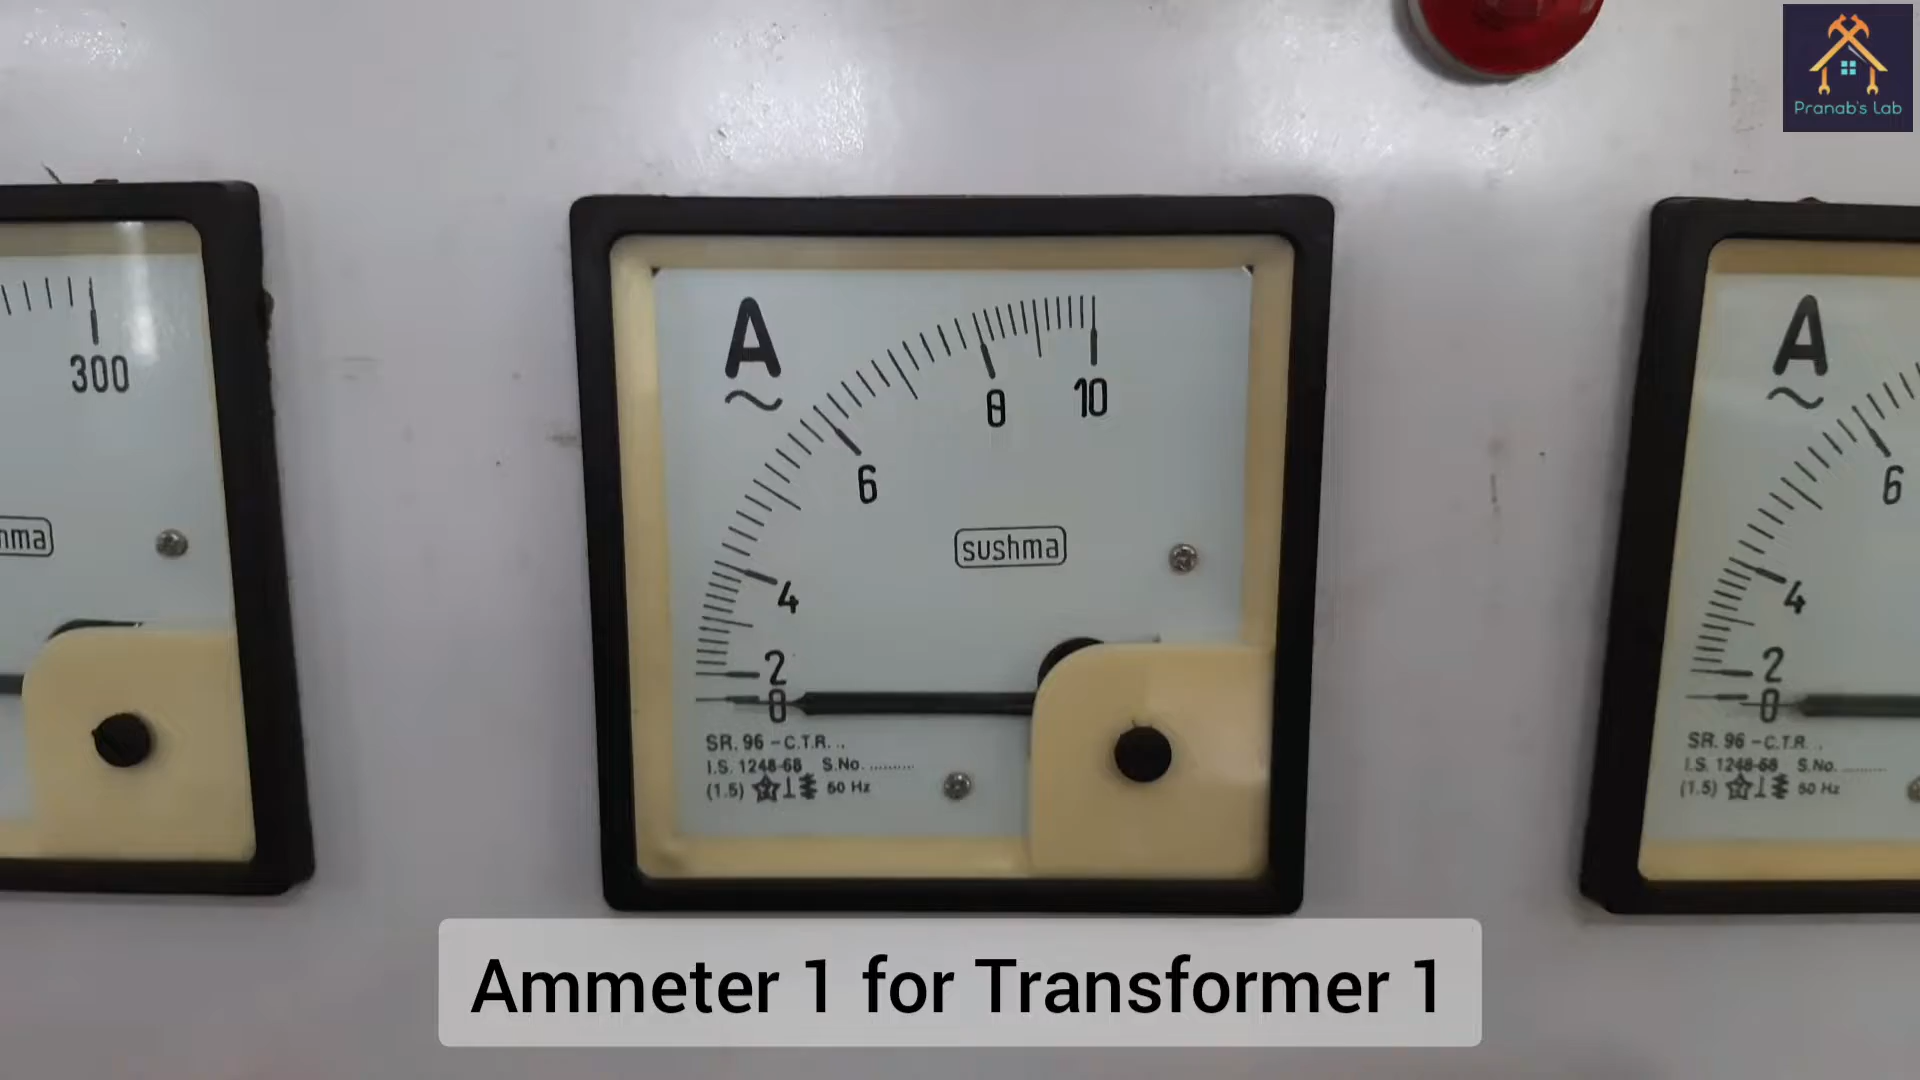 Pranab's Lab
300
A
10
8
6
sushma
4
2
0
SR. 96 - C.T.R. ..
I.S. 1248-68 S.No. ..........
(1.5) 50 Hz
A
6
4
2
0
SR. 96 - C.T.R. .
I.S. 1248-68 S.No. ..........
(1.5) 50 Hz
Ammeter 1 for Transformer 1